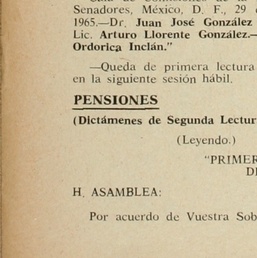 Senadores, México, D. F., 29
1965.—Dr. Juan José González
Lic. Arturo Llorente González.—
Ordorica Inclán."
—Queda de primera lectura
en la siguiente sesión hábil.
PENSIONES
(Dictámenes de Segunda Lectur
(Leyendo.)
"PRIMER
H. ASAMBLEA:
Por acuerdo de Vuestra Sob